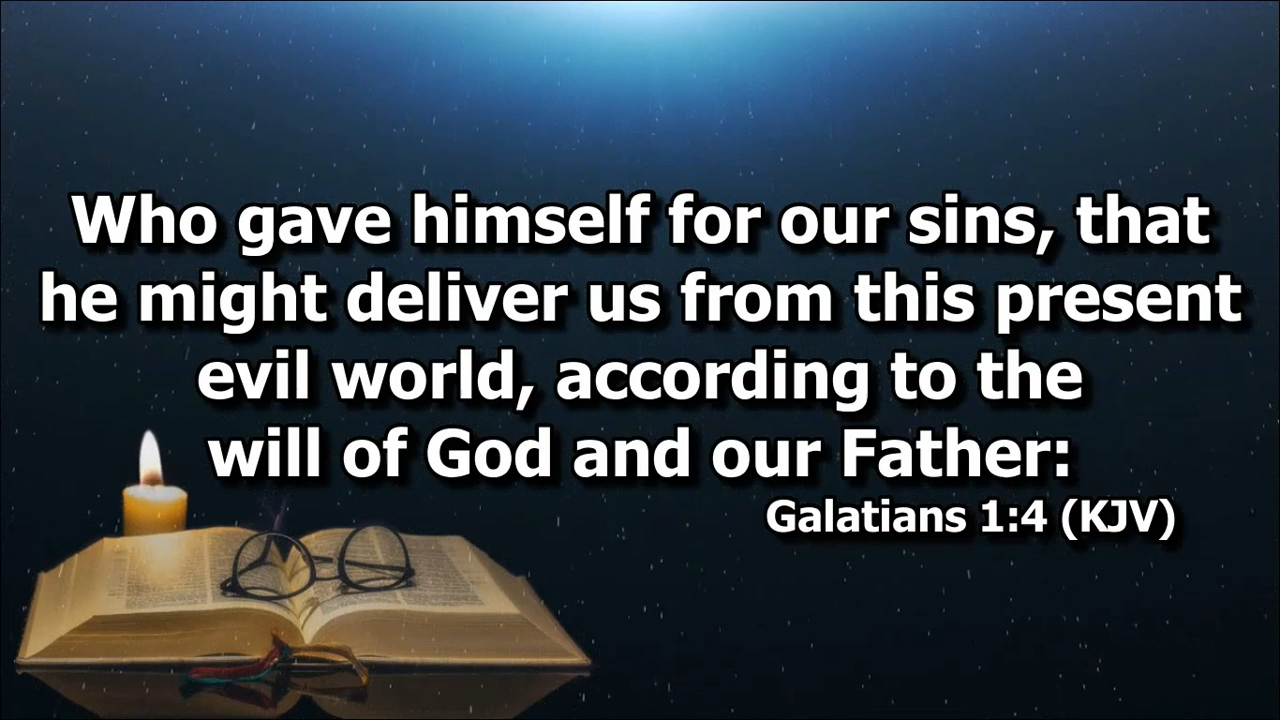 Who gave himself for our sins, that
he might deliver us from this present
evil world, according to the
will of God and our Father:
Galatians 1:4 (KJV)